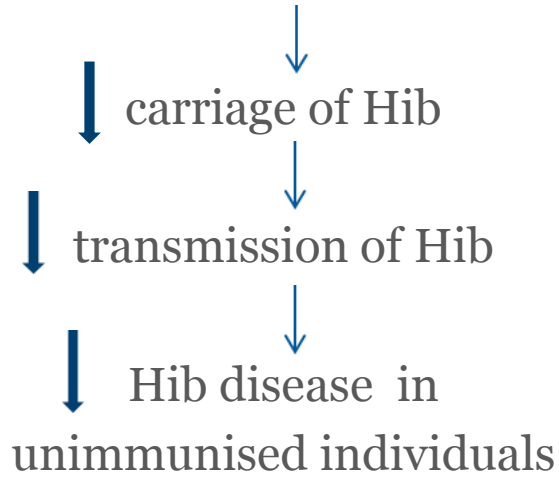 carriage of Hib
transmission of Hib
Hib disease in
unimmunised individuals